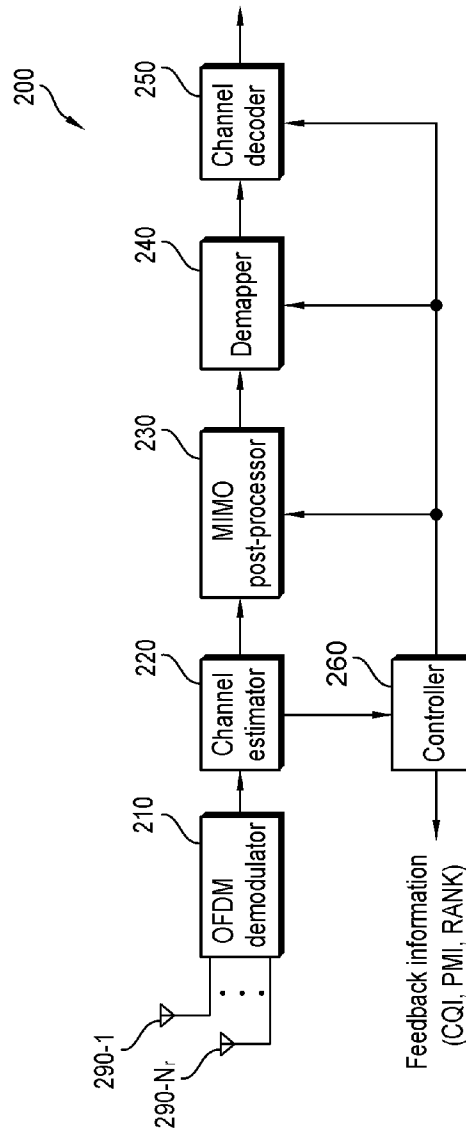 200
290-1
290-Nr
210
OFDM
demodulator
220
Channel
estimator
230
MIMO
post-processor
240
Demapper
250
Channel
decoder
260
Controller
Feedback information
(CQI, PMI, RANK)